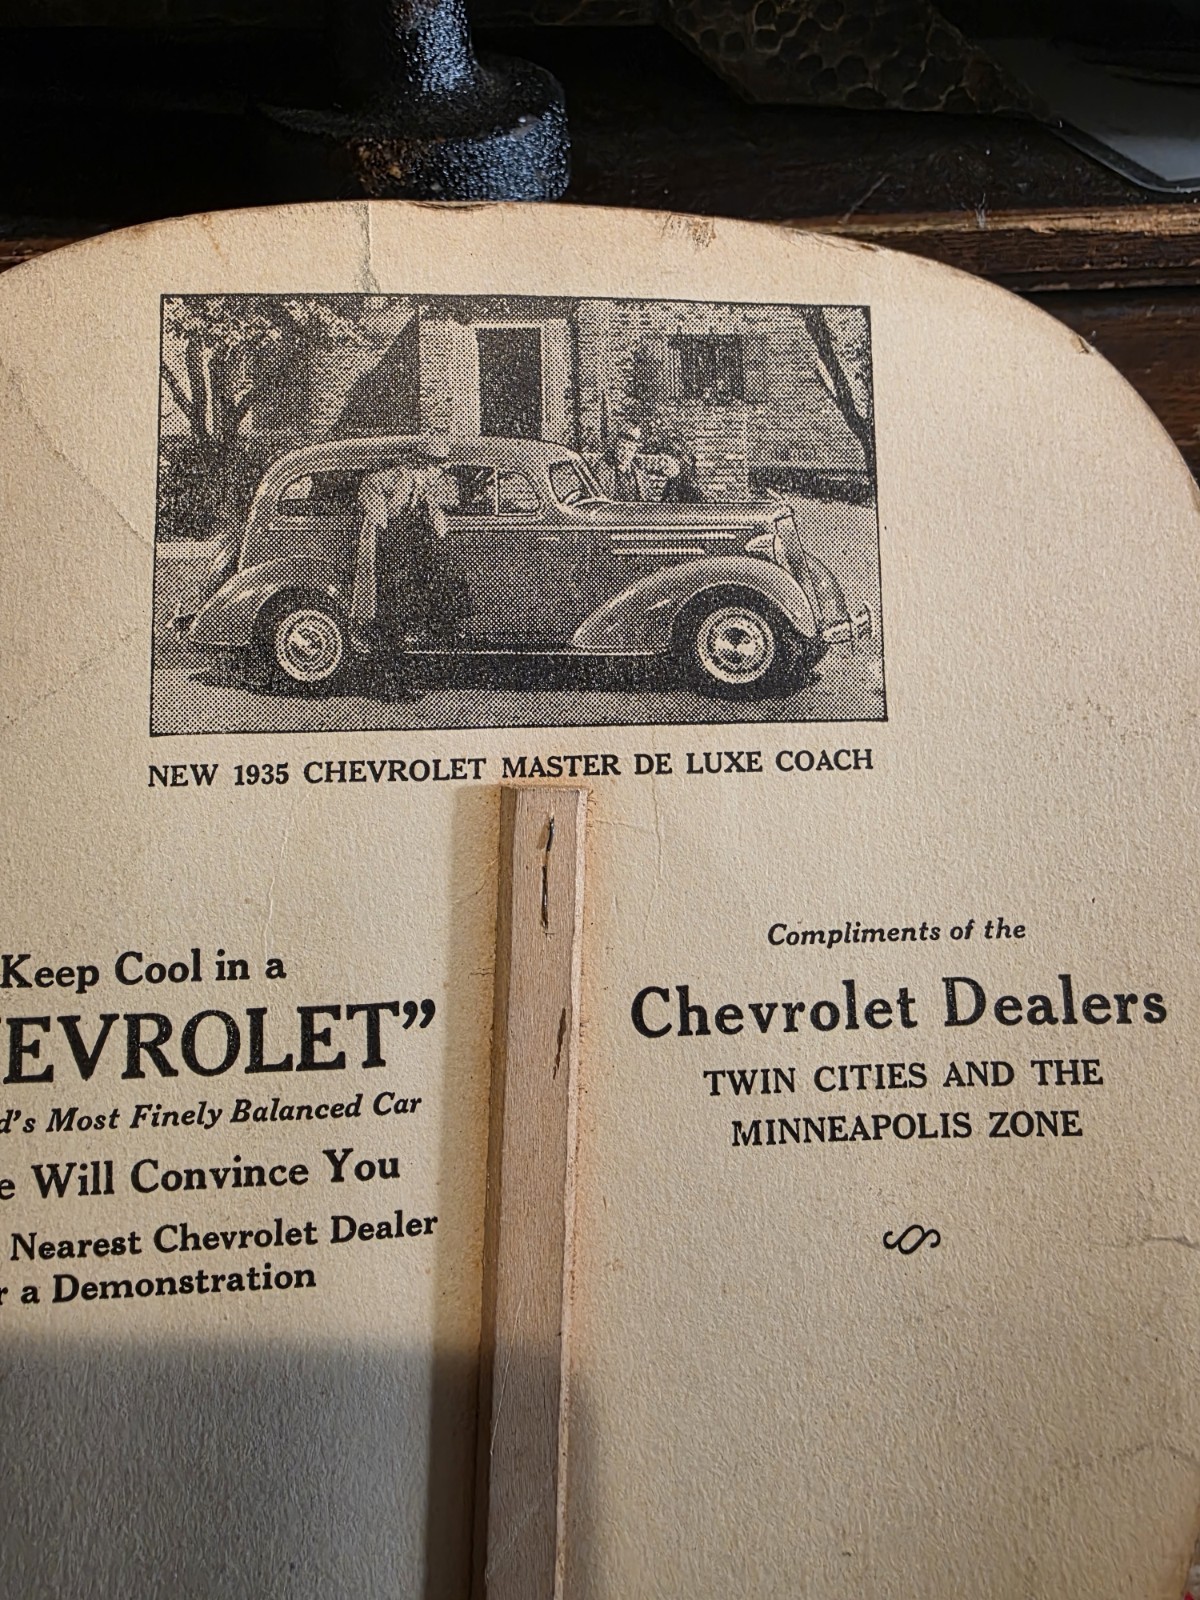 NEW 1935 CHEVROLET MASTER DE LUXE COACH
Keep Cool in a
EVROLET”
d's Most Finely Balanced Car
e Will Convince You
Nearest Chevrolet Dealer
r a Demonstration
Compliments of the
Chevrolet Dealers
TWIN CITIES AND THE
MINNEAPOLIS ZONE